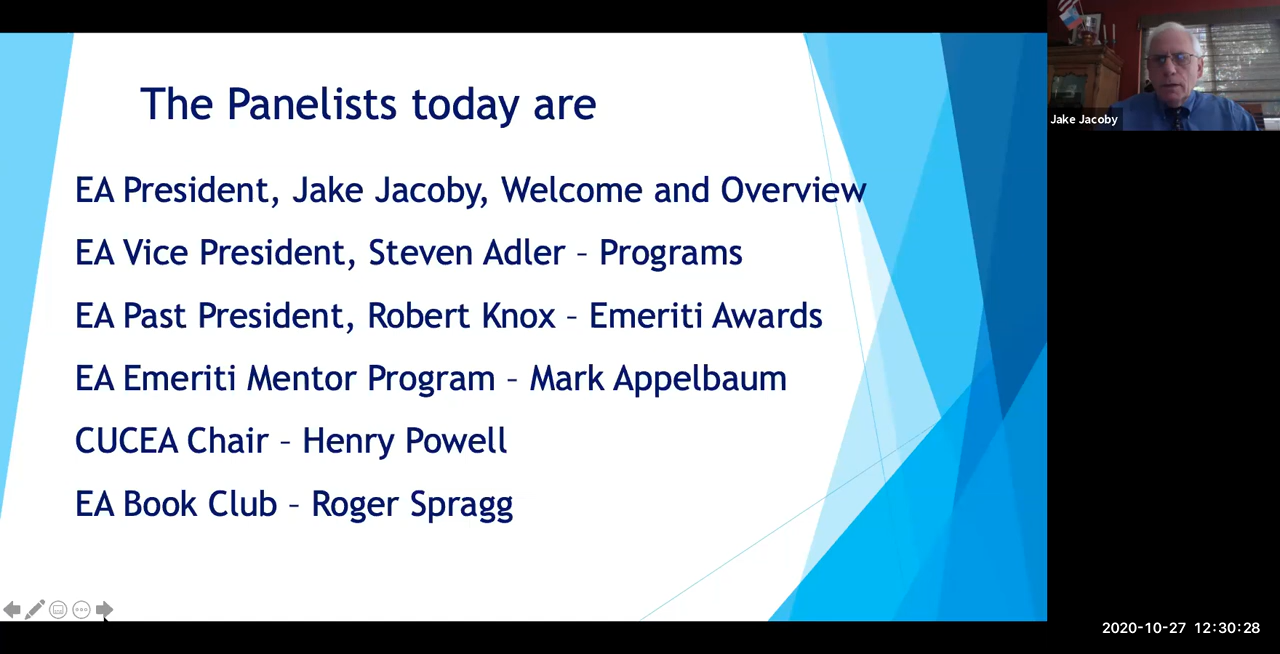 The Panelists today are
EA President, Jake Jacoby, Welcome and Overview
EA Vice President, Steven Adler – Programs
EA Past President, Robert Knox – Emeriti Awards
EA Emeriti Mentor Program – Mark Appelbaum
CUCEA Chair – Henry Powell
EA Book Club – Roger Spragg
Jake Jacoby
2020-10-27 12:30:28